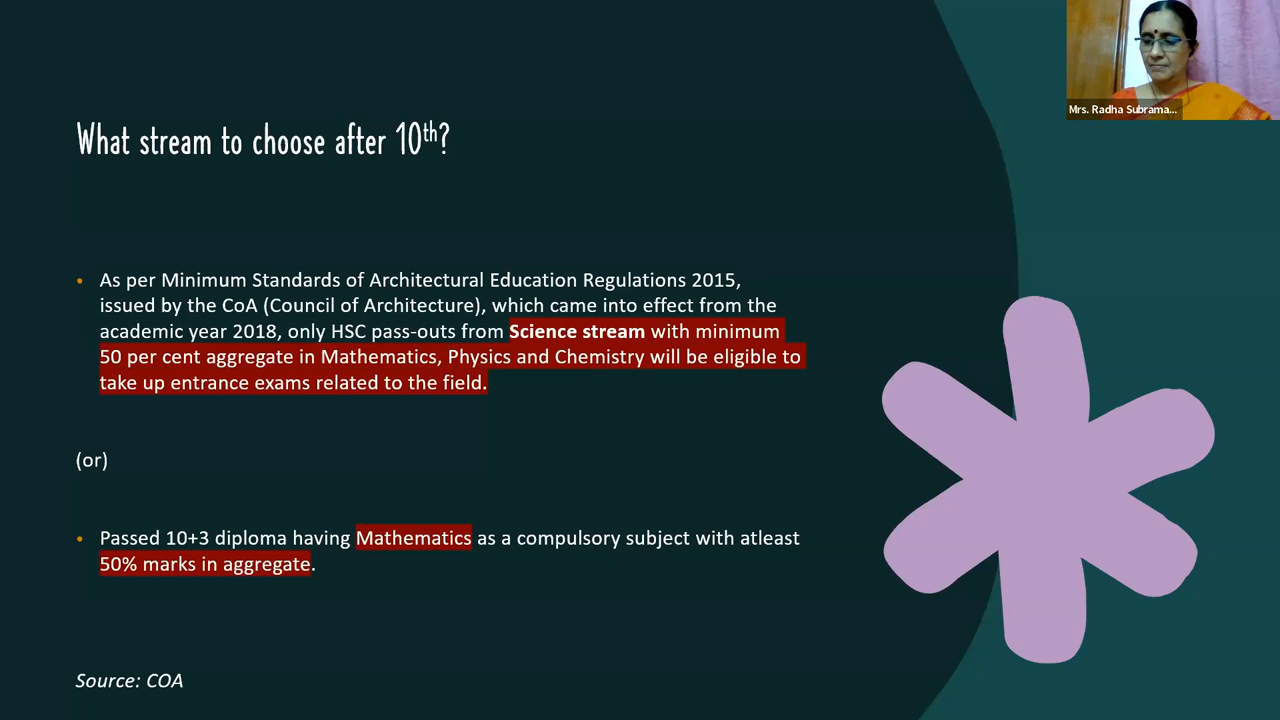 Mrs. Radha Subrama...
What stream to choose after 10th?
• As per Minimum Standards of Architectural Education Regulations 2015,
issued by the CoA (Council of Architecture), which came into effect from the
academic year 2018, only HSC pass-outs from Science stream with minimum
50 per cent aggregate in Mathematics, Physics and Chemistry will be eligible to
take up entrance exams related to the field.
(or)
• Passed 10+3 diploma having Mathematics as a compulsory subject with atleast
50% marks in aggregate.
Source: COA